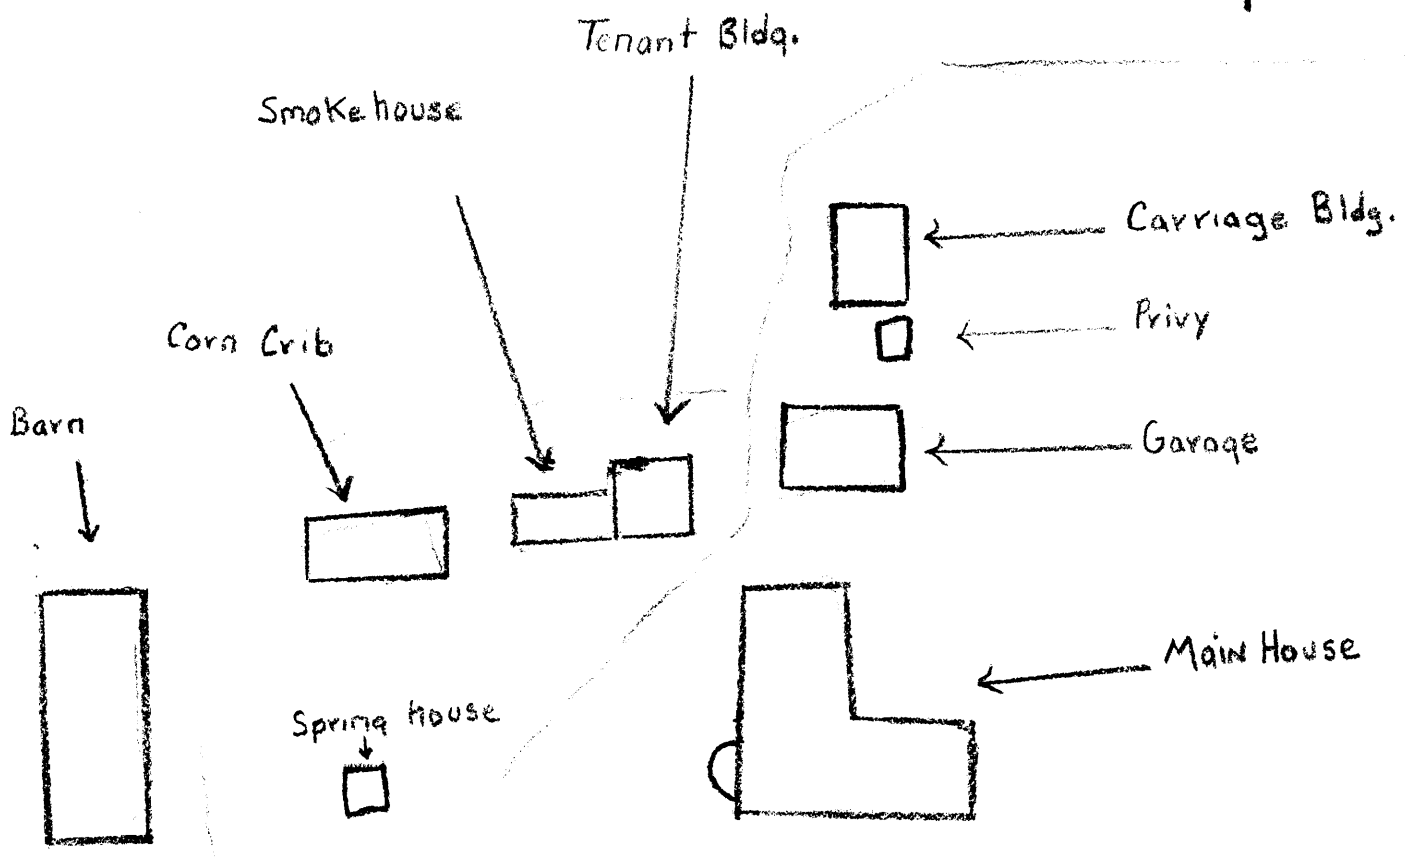 Tenant Bldg.
Smokehouse
Carriage Bldg.
Privy
Corn Crib
Barn
Garage
Main House
Spring house